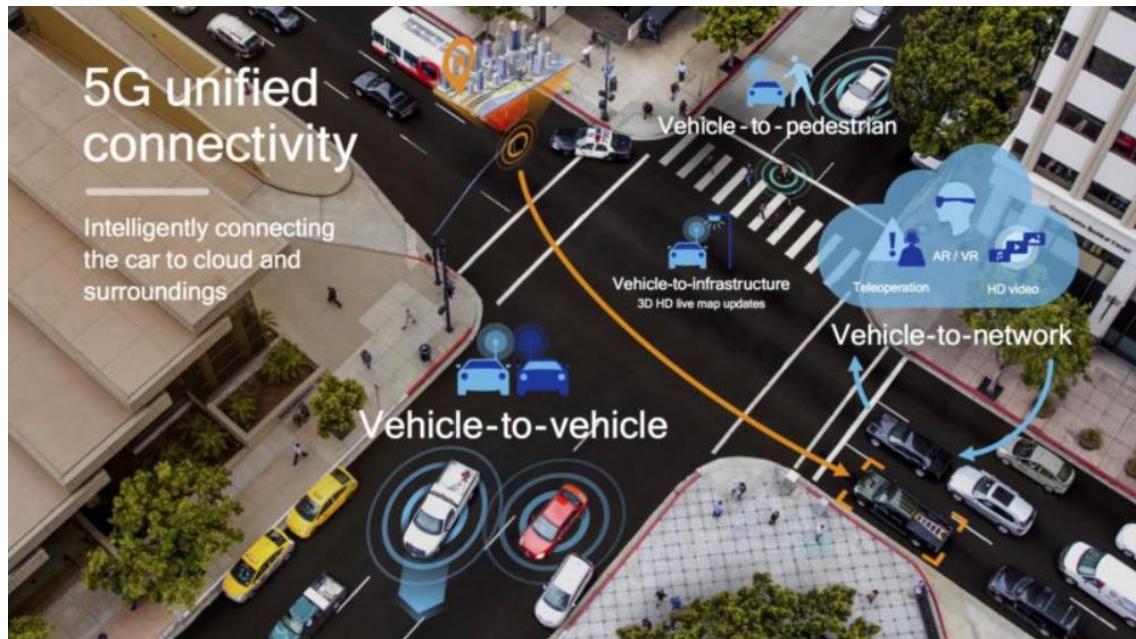 5G unified
connectivity
Intelligently connecting
the car to cloud and
surroundings
Vehicle-to-pedestrian
Vehicle-to-infrastructure
3D HD live map updates
AR / VR
Teleoperation
HD video
Vehicle-to-network
Vehicle-to-vehicle